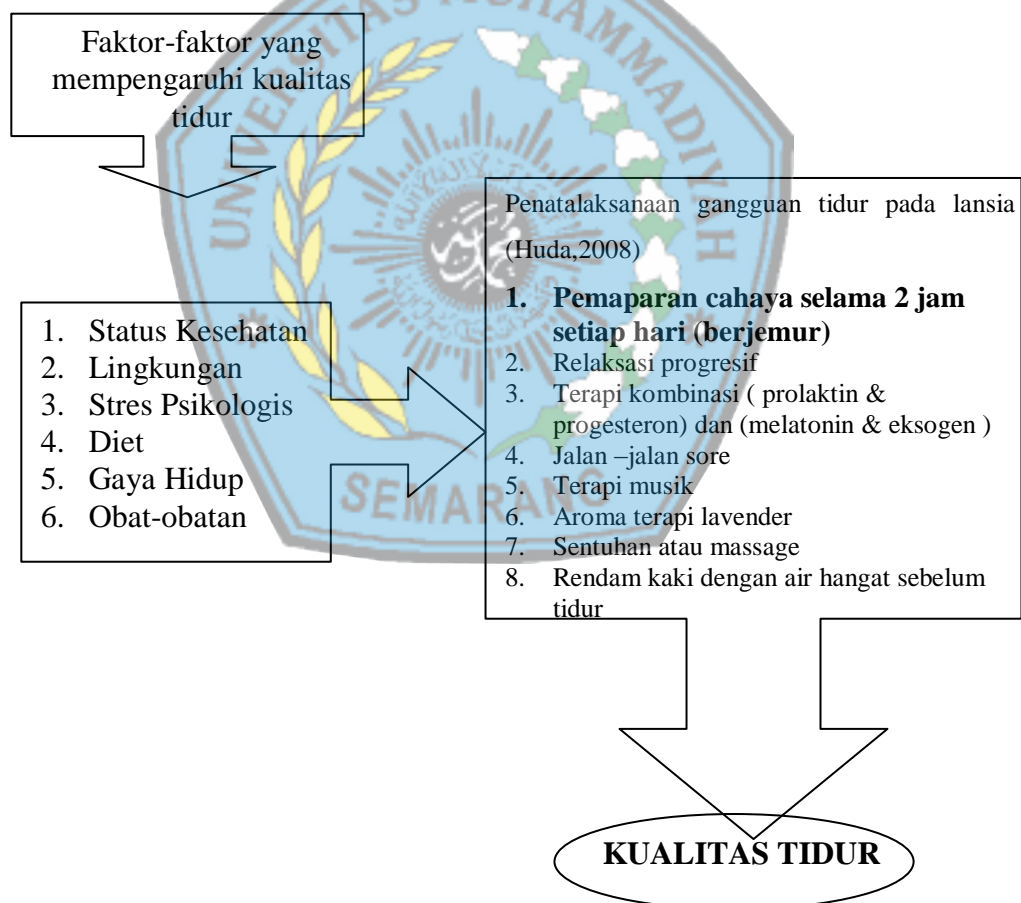 UNIVERSITAS MUHAMMADIYAH
SEMARANG
Faktor-faktor yang
mempengaruhi kualitas
tidur
1. Status Kesehatan
2. Lingkungan
3. Stres Psikologis
4. Diet
5. Gaya Hidup
6. Obat-obatan
Penatalaksanaan gangguan tidur pada lansia
(Huda,2008)
1. Pemaparan cahaya selama 2 jam
setiap hari (berjemur)
2. Relaksasi progresif
3. Terapi kombinasi ( prolaktin &
progesteron) dan (melatonin & eksogen )
4. Jalan –jalan sore
5. Terapi musik
6. Aroma terapi lavender
7. Sentuhan atau massage
8. Rendam kaki dengan air hangat sebelum
tidur
KUALITAS TIDUR